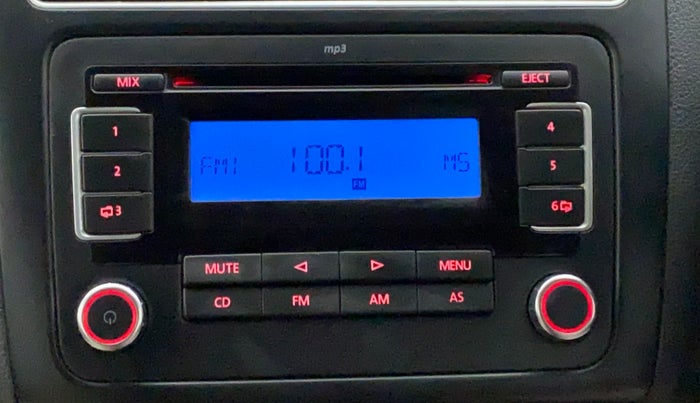 mp3
MIX EJECT
1 4
FM1 100.1 MS
2 5
FM
3 6
MUTE MENU
CD FM AM AS